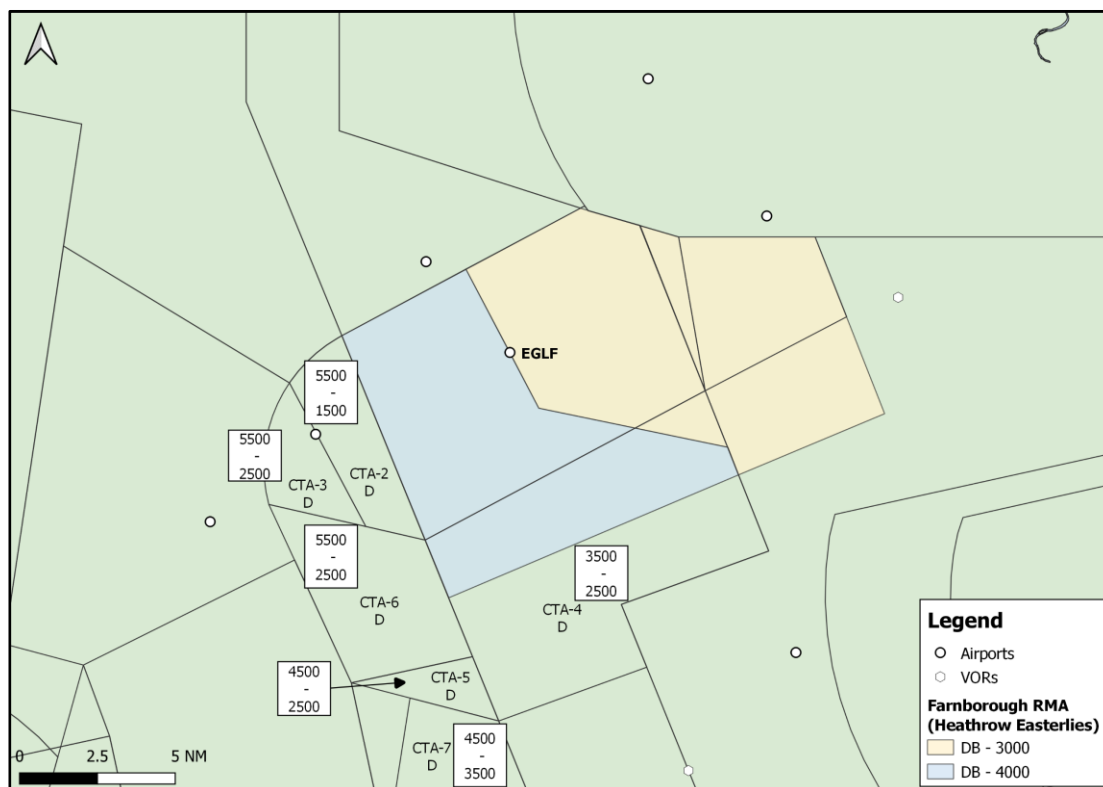 EGLF
5500
-
1500
5500
-
2500
CTA-2
D
CTA-3
D
5500
-
2500
3500
-
2500
CTA-6
D
CTA-4
D
4500
-
2500
CTA-5
D
CTA-7
D
4500
-
3500
0 2.5 5 NM
Legend
Airports
VORs
Farnborough RMA
(Heathrow Easterlies)
DB - 3000
DB - 4000